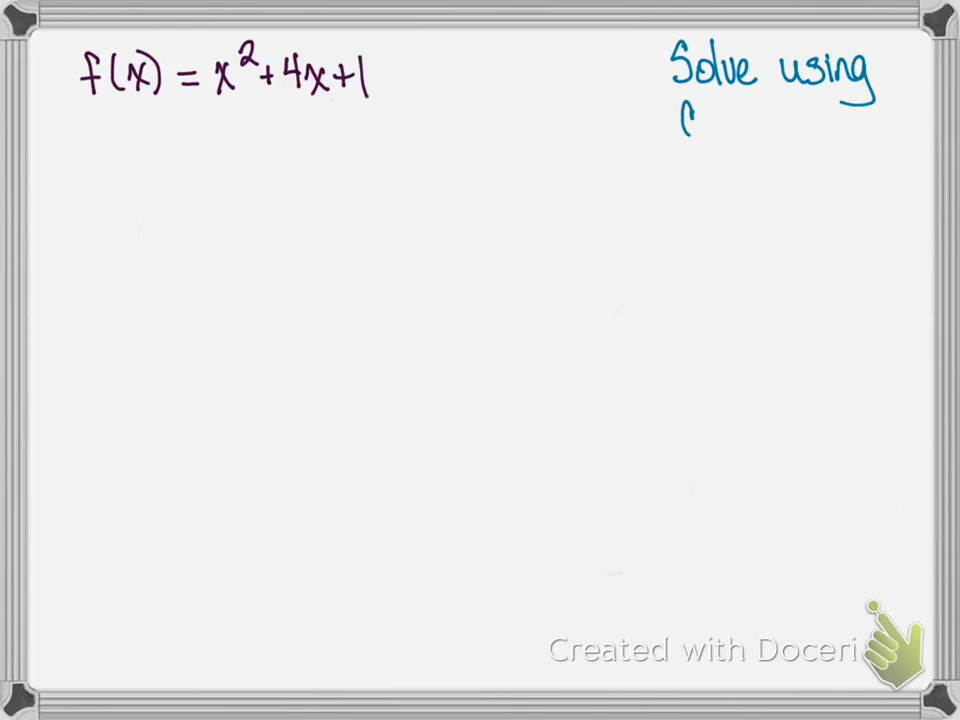 f(x) = x²+4x+1
Solve using
Created with Doceri